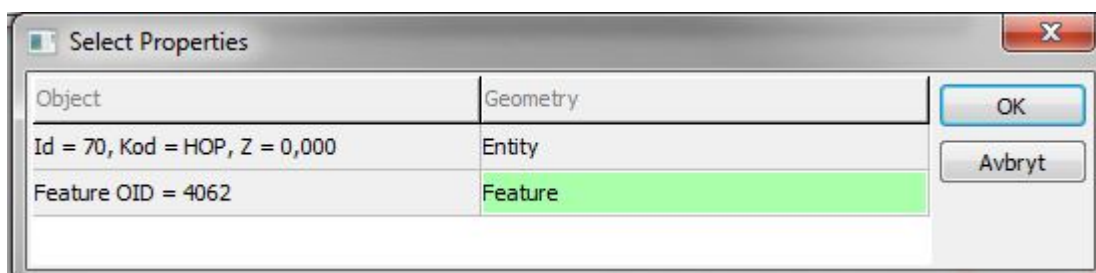 Select Properties
Object Geometry OK
Id = 70, Kod = HOP, Z = 0,000 Entity Avbryt
Feature OID = 4062 Feature